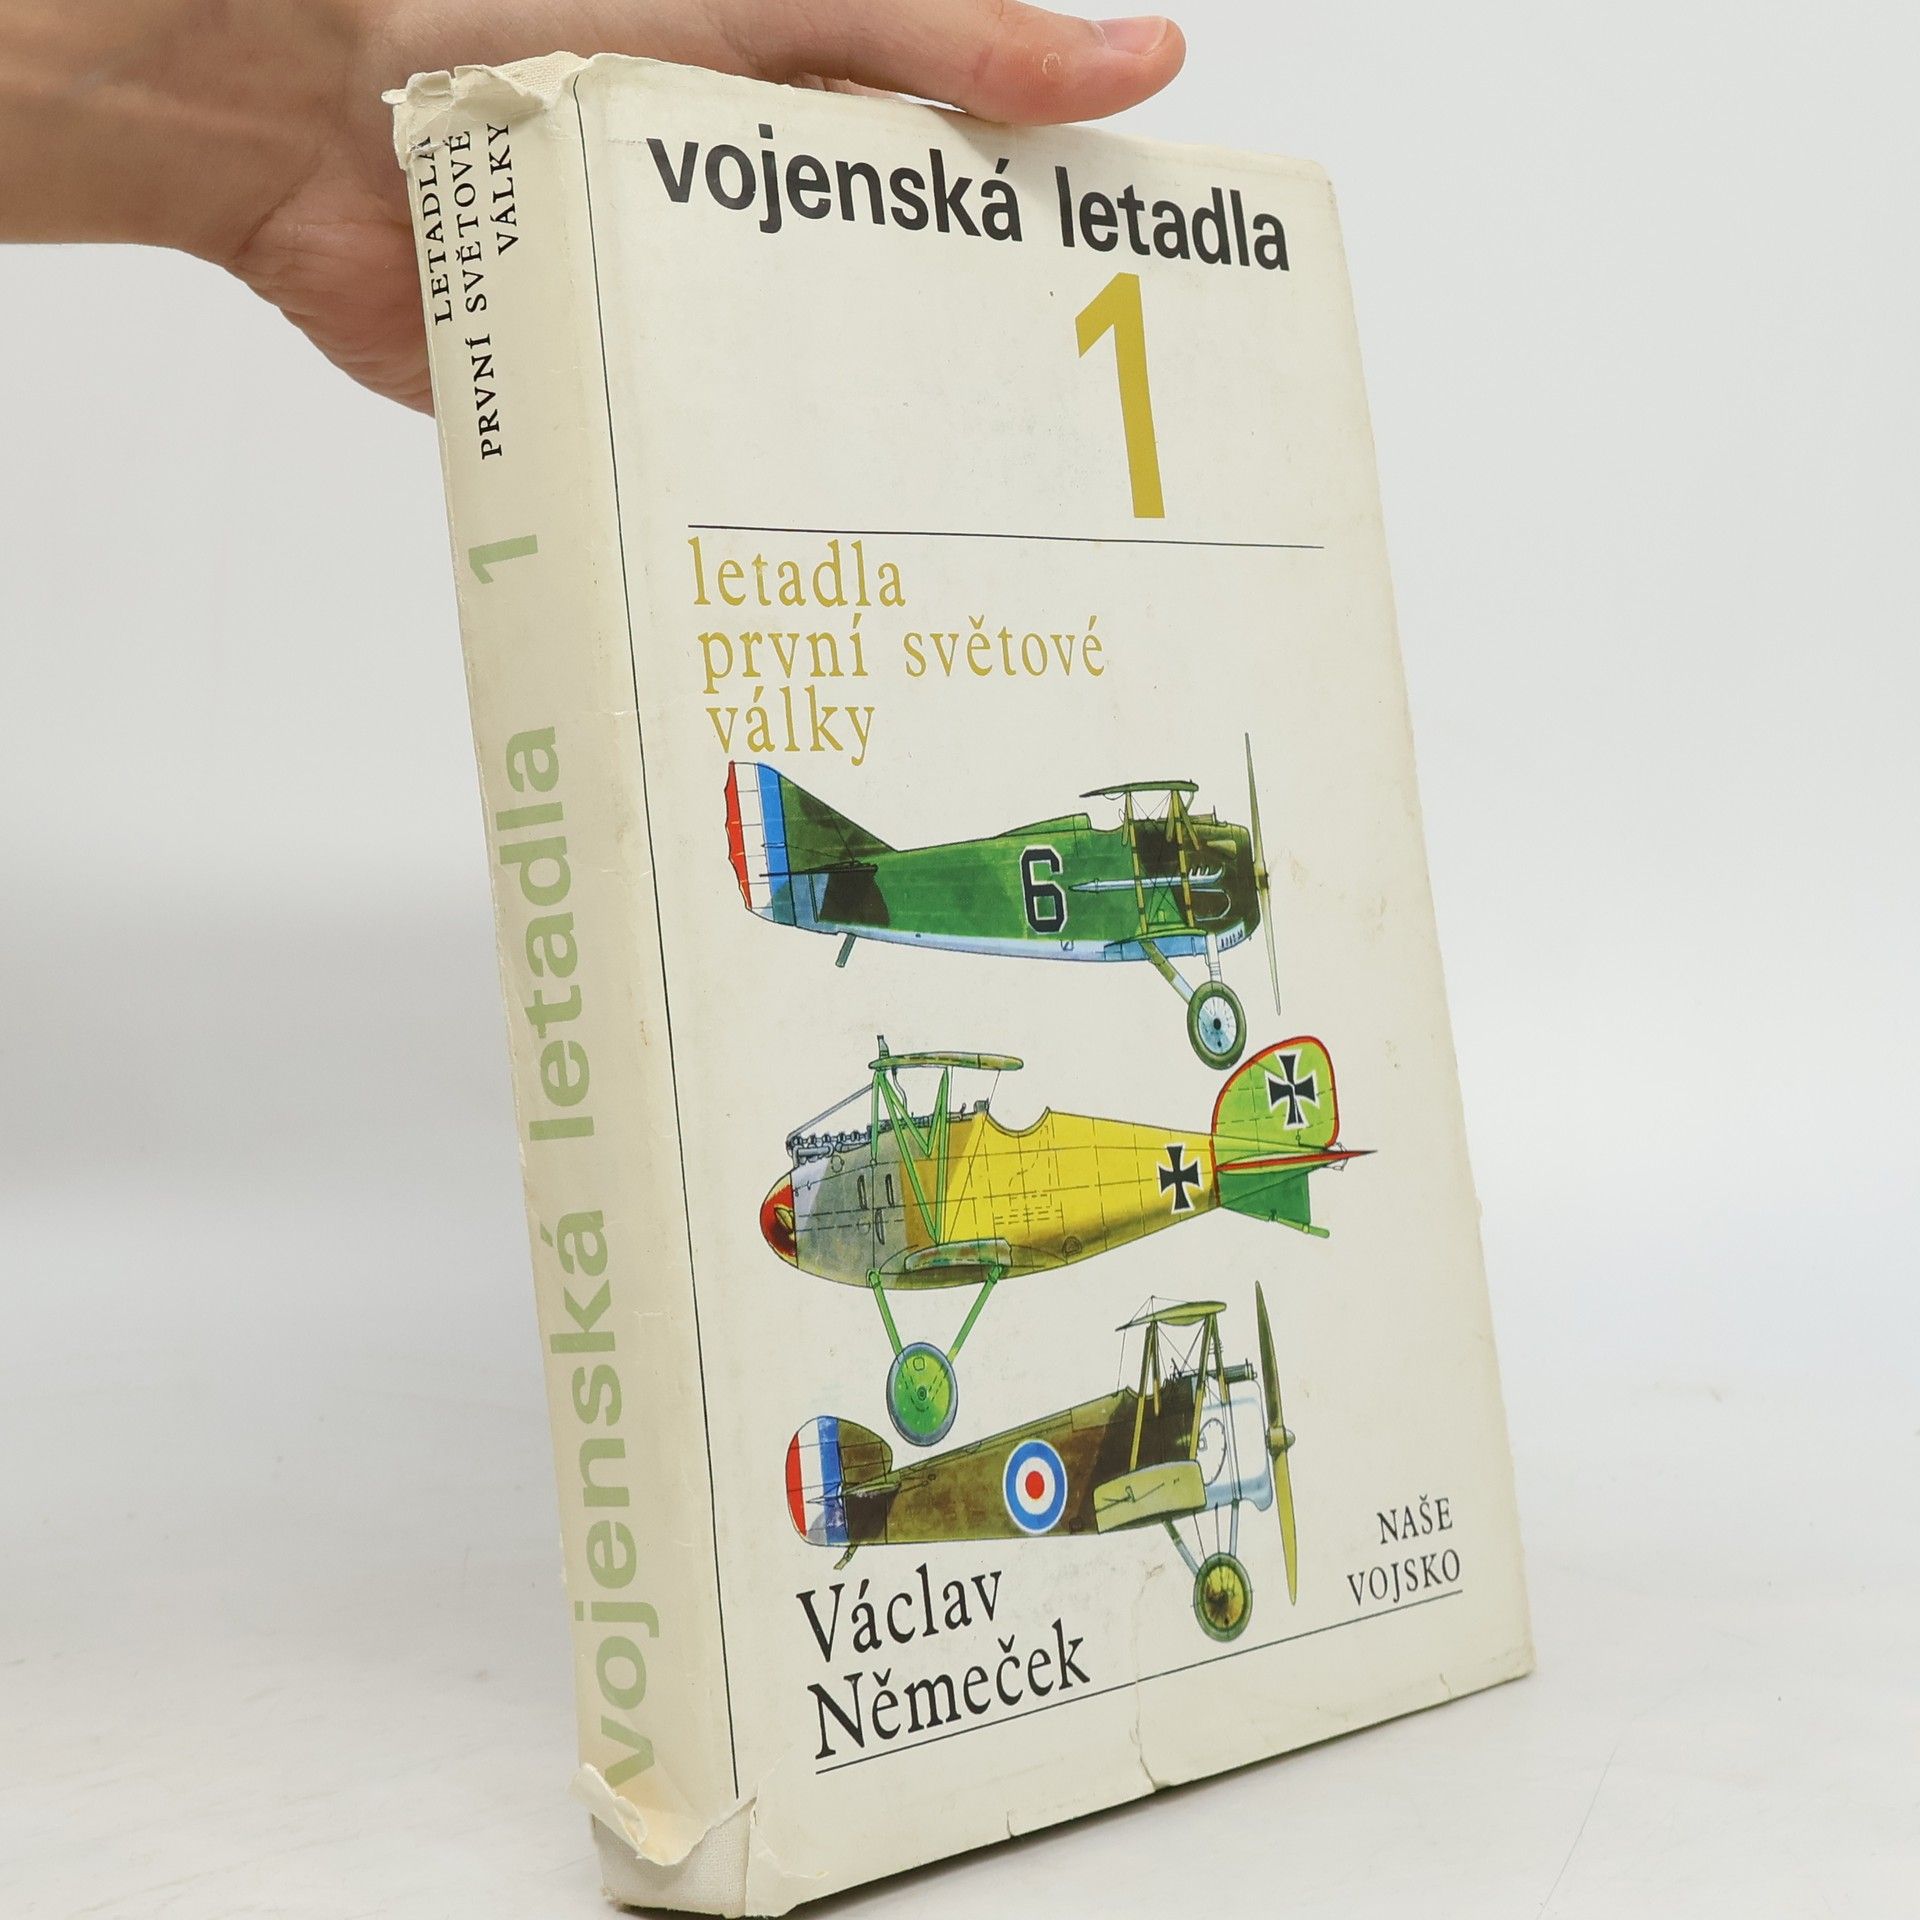 LETADLA
PRVNÍ SVĚTOVÉ
VÁLKY
vojenská letadla 1
vojenská letadla
1
letadla
první světové
války
6
Václav
Němeček
NAŠE
VOJSKO